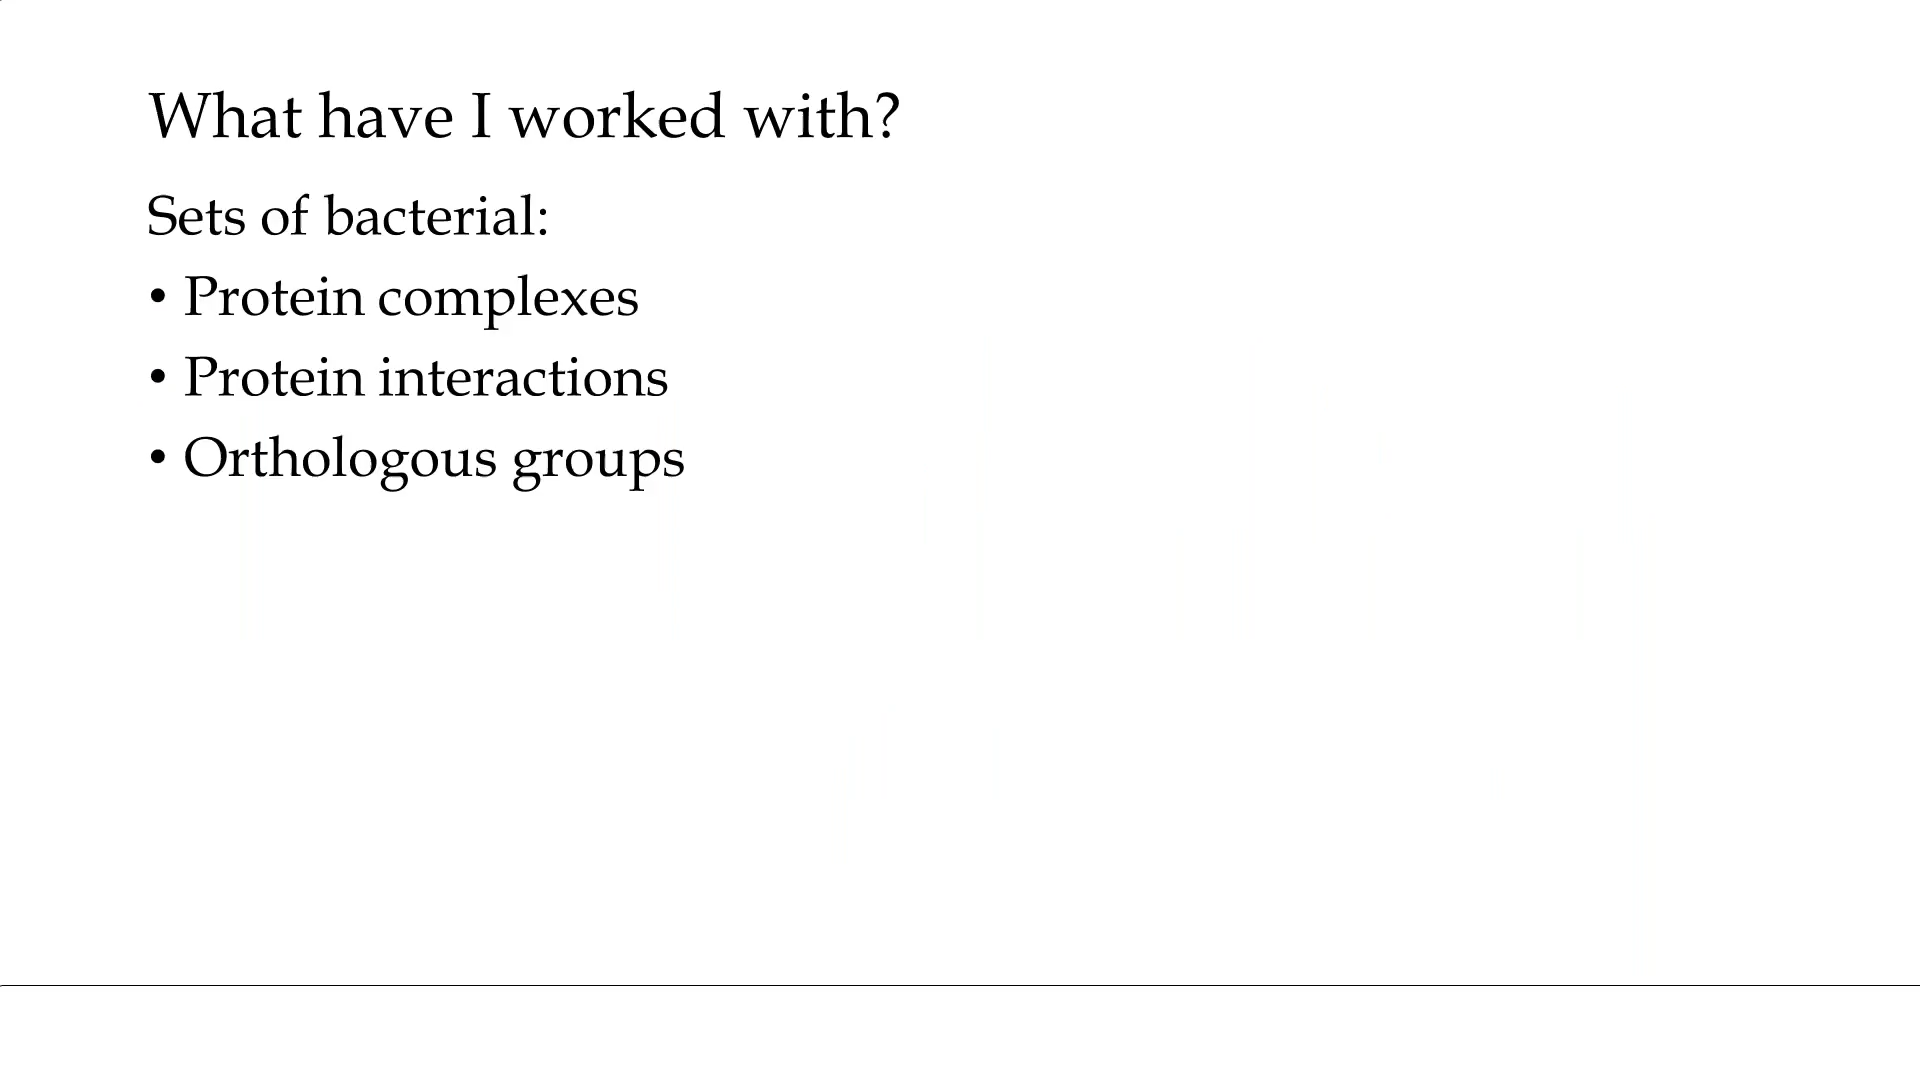 What have I worked with?
Sets of bacterial:
• Protein complexes
• Protein interactions
• Orthologous groups